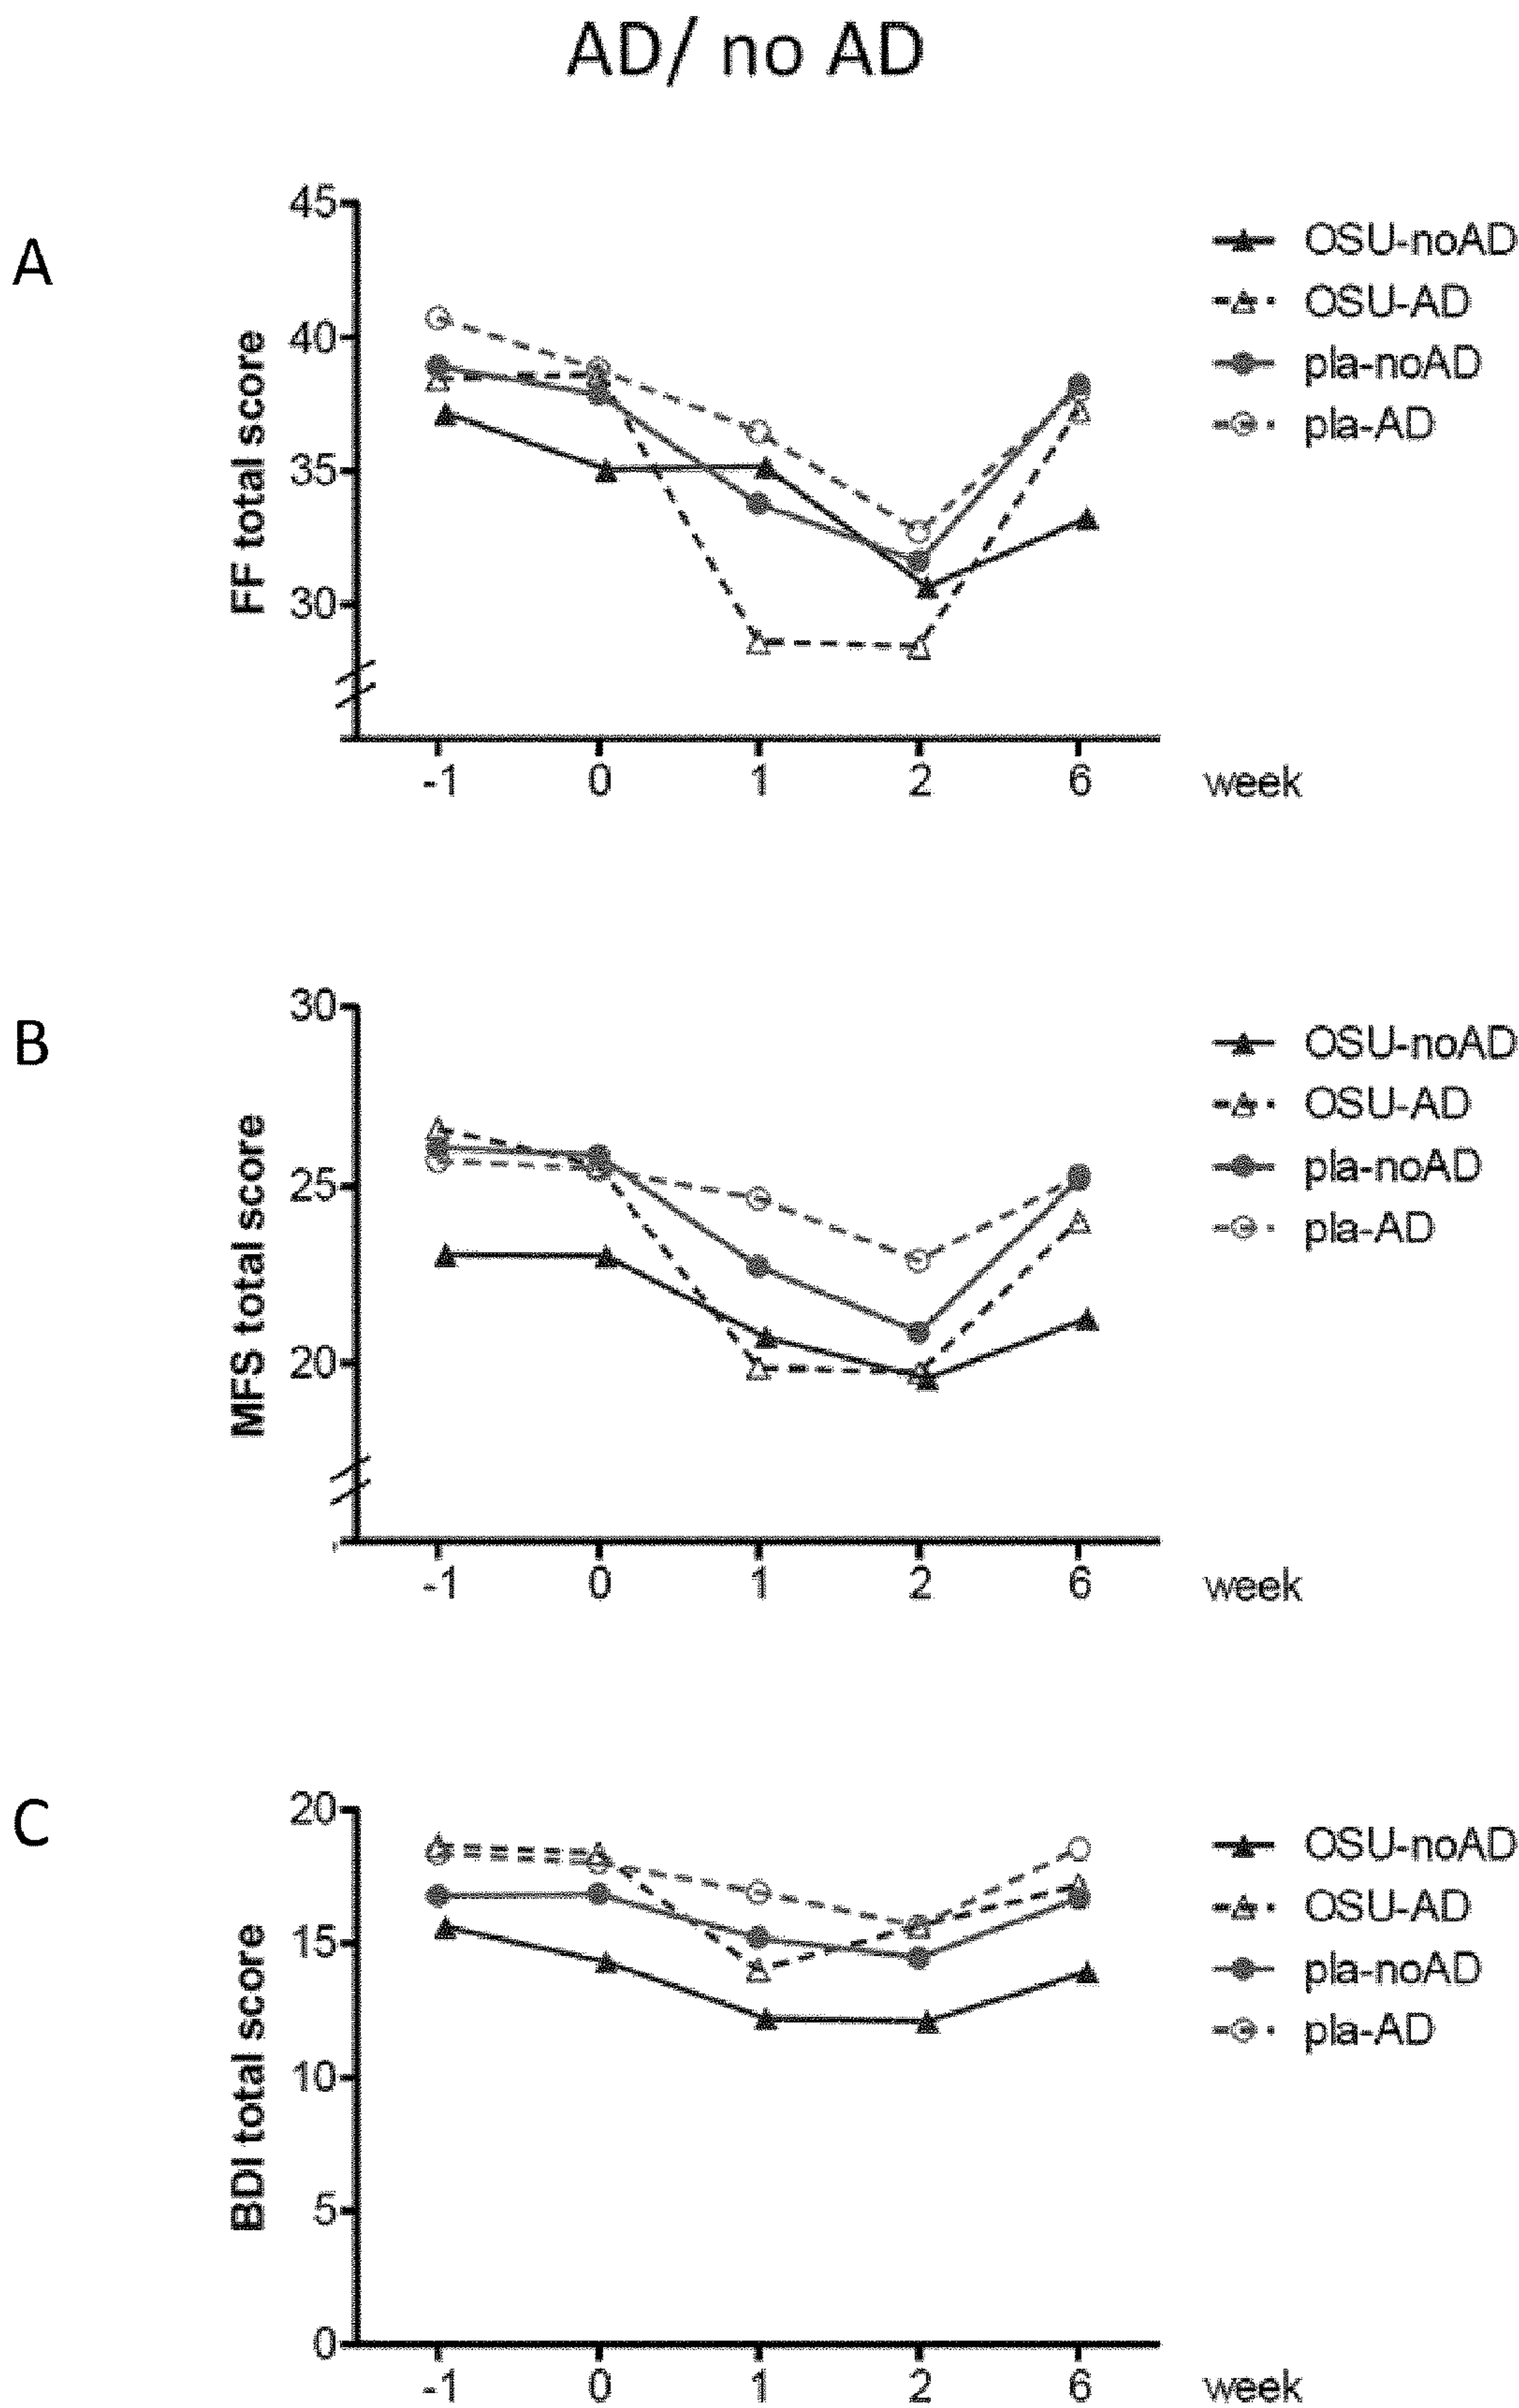 AD/ no AD
A
FF total score
45
40
35
30
-1 0 1 2 6 week
OSU-noAD
OSU-AD
pla-noAD
pla-AD
B
MFS total score
30
25
20
-1 0 1 2 6 week
OSU-noAD
OSU-AD
pla-noAD
pla-AD
C
BDI total score
20
15
10
5
0
-1 0 1 2 6 week
OSU-noAD
OSU-AD
pla-noAD
pla-AD